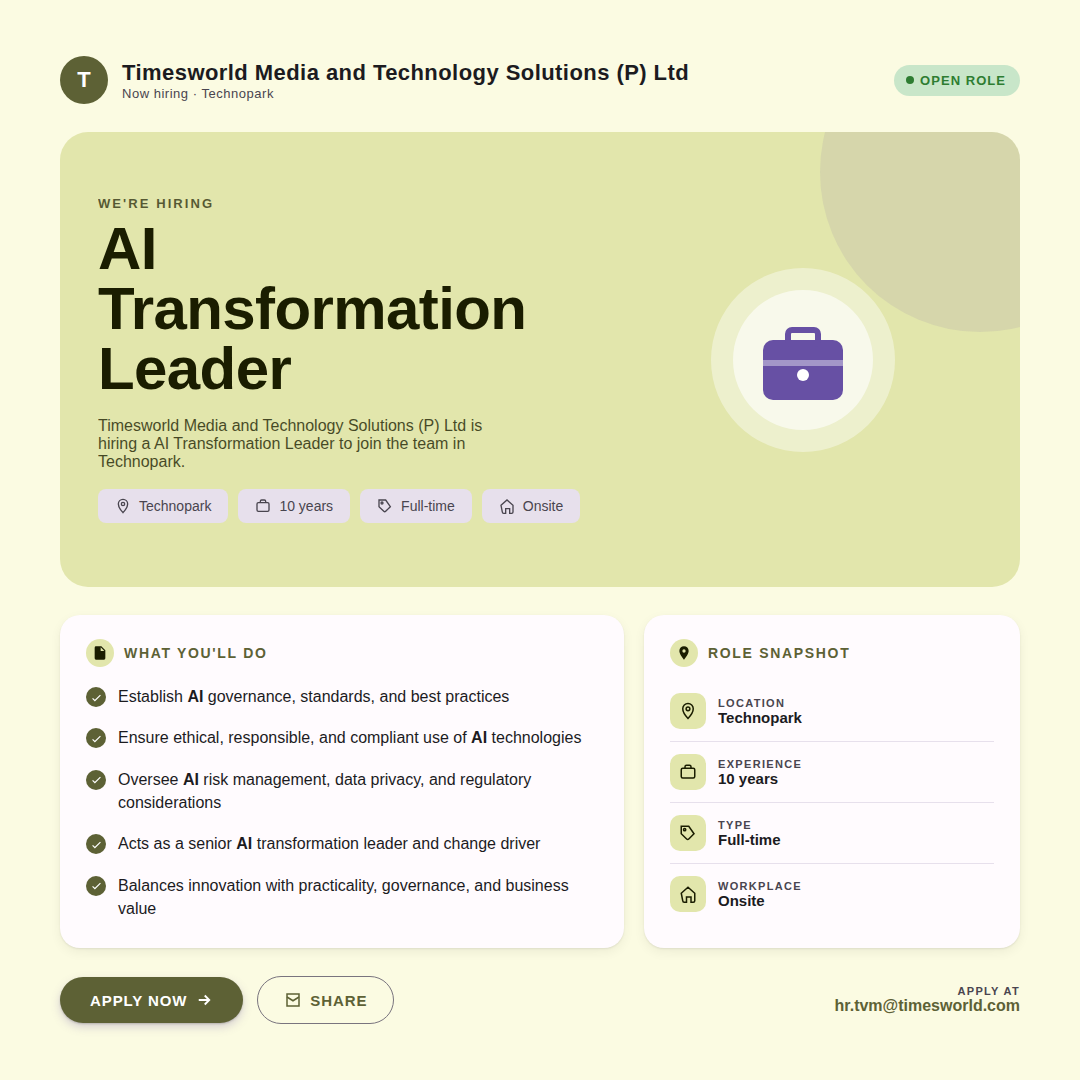 T
Timesworld Media and Technology Solutions (P) Ltd
Now hiring · Technopark
OPEN ROLE
WE'RE HIRING
AI
Transformation
Leader
Timesworld Media and Technology Solutions (P) Ltd is
hiring a AI Transformation Leader to join the team in
Technopark.
Technopark
10 years
Full-time
Onsite
WHAT YOU'LL DO
Establish AI governance, standards, and best practices
Ensure ethical, responsible, and compliant use of AI technologies
Oversee AI risk management, data privacy, and regulatory
considerations
Acts as a senior AI transformation leader and change driver
Balances innovation with practicality, governance, and business
value
ROLE SNAPSHOT
LOCATION
Technopark
EXPERIENCE
10 years
TYPE
Full-time
WORKPLACE
Onsite
APPLY NOW
SHARE
APPLY AT
hr.tvm@timesworld.com